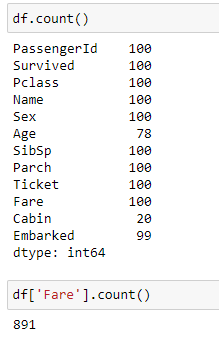 df.count()
PassengerId    100
Survived       100
Pclass         100
Name           100
Sex            100
Age             78
SibSp          100
Parch          100
Ticket         100
Fare           100
Cabin           20
Embarked        99
dtype: int64
df['Fare'].count()
891